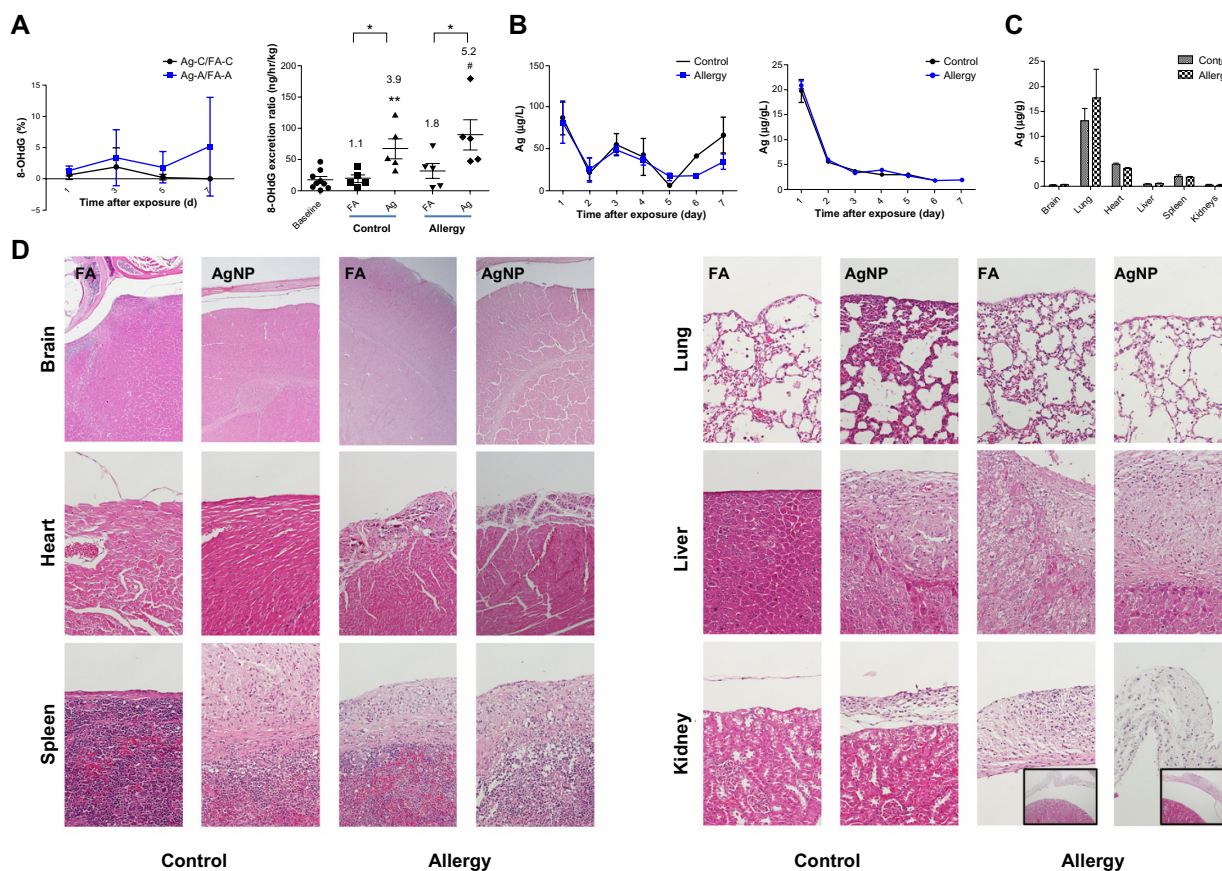 A
Ag-C/FA-C
Ag-A/FA-A
8-OHdG (%)
15
10
5
0
−5
1
3
5
7
Time after exposure (d)
8-OHdG excretion ratio (ng/hr/kg)
200
150
100
50
0
*
*
1.1
3.9
**
1.8
5.2
#
Baseline
FA
Ag
FA
Ag
Control
Allergy
B
Control
Allergy
Ag (µg/L)
150
100
50
0
1 2 3 4 5 6 7
Time after exposure (day)
Control
Allergy
Ag (µg/gL)
25
20
15
10
5
0
1 2 3 4 5 6 7
Time after exposure (day)
C
Ag (µg/g)
25
20
15
10
5
0
Brain
Lung
Heart
Liver
Spleen
Kidneys
D
FA
AgNP
FA
AgNP
Brain
Heart
Spleen
Control
Allergy
FA
AgNP
FA
AgNP
Lung
Liver
Kidney
Control
Allergy